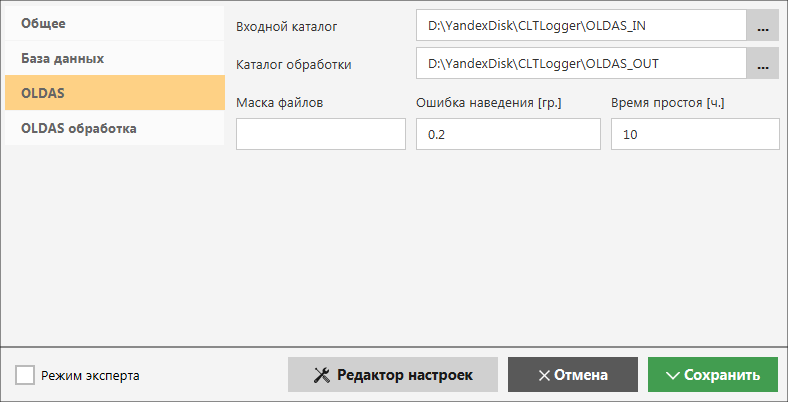 Общее
База данных
OLDAS
OLDAS обработка
Входной каталог D:\YandexDisk\CLTLogger\OLDAS_IN ...
Каталог обработки D:\YandexDisk\CLTLogger\OLDAS_OUT ...
Маска файлов Ошибка наведения [гр.] Время простоя [ч.]
0.2 10
Режим эксперта Редактор настроек Отмена Сохранить